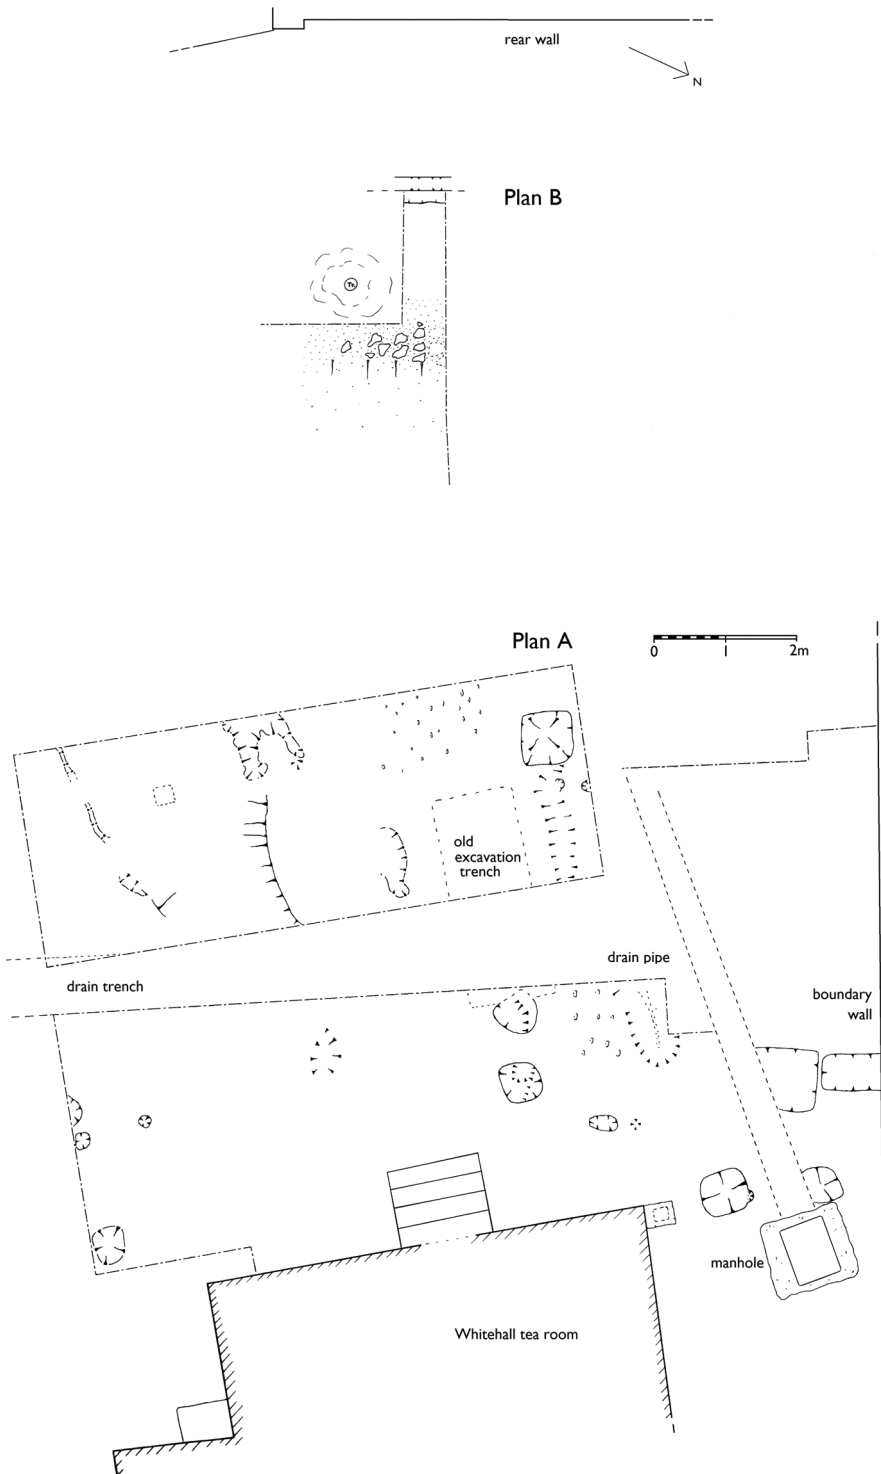 rear wall
N
Plan B
Tr.
Plan A
0 1 2m
old
excavation
trench
drain trench
drain pipe
boundary
wall
manhole
Whitehall tea room